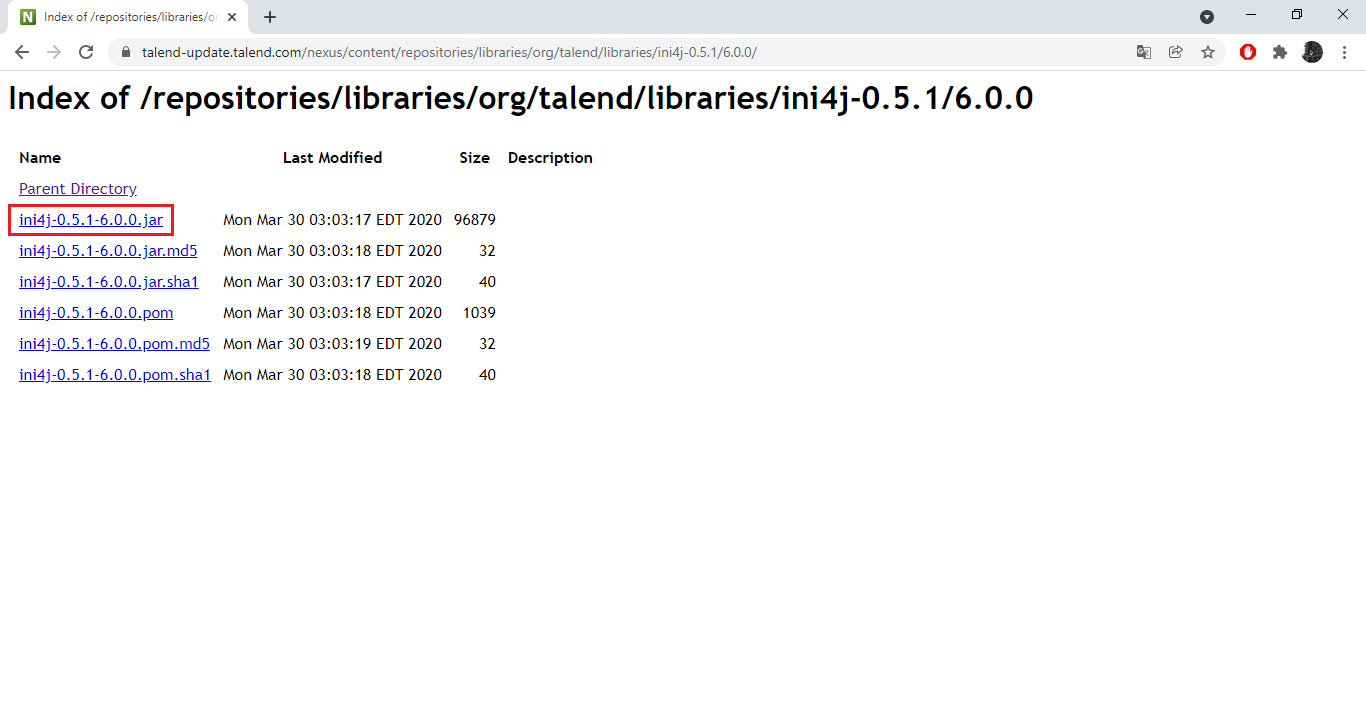 Index of /repositories/libraries/or
talend-update.talend.com/nexus/content/repositories/libraries/org/talend/libraries/ini4j-0.5.1/6.0.0/
Index of /repositories/libraries/org/talend/libraries/ini4j-0.5.1/6.0.0
Name Last Modified Size Description
Parent Directory
ini4j-0.5.1-6.0.0.jar Mon Mar 30 03:03:17 EDT 2020 96879
ini4j-0.5.1-6.0.0.jar.md5 Mon Mar 30 03:03:18 EDT 2020 32
ini4j-0.5.1-6.0.0.jar.sha1 Mon Mar 30 03:03:17 EDT 2020 40
ini4j-0.5.1-6.0.0.pom Mon Mar 30 03:03:18 EDT 2020 1039
ini4j-0.5.1-6.0.0.pom.md5 Mon Mar 30 03:03:19 EDT 2020 32
ini4j-0.5.1-6.0.0.pom.sha1 Mon Mar 30 03:03:18 EDT 2020 40